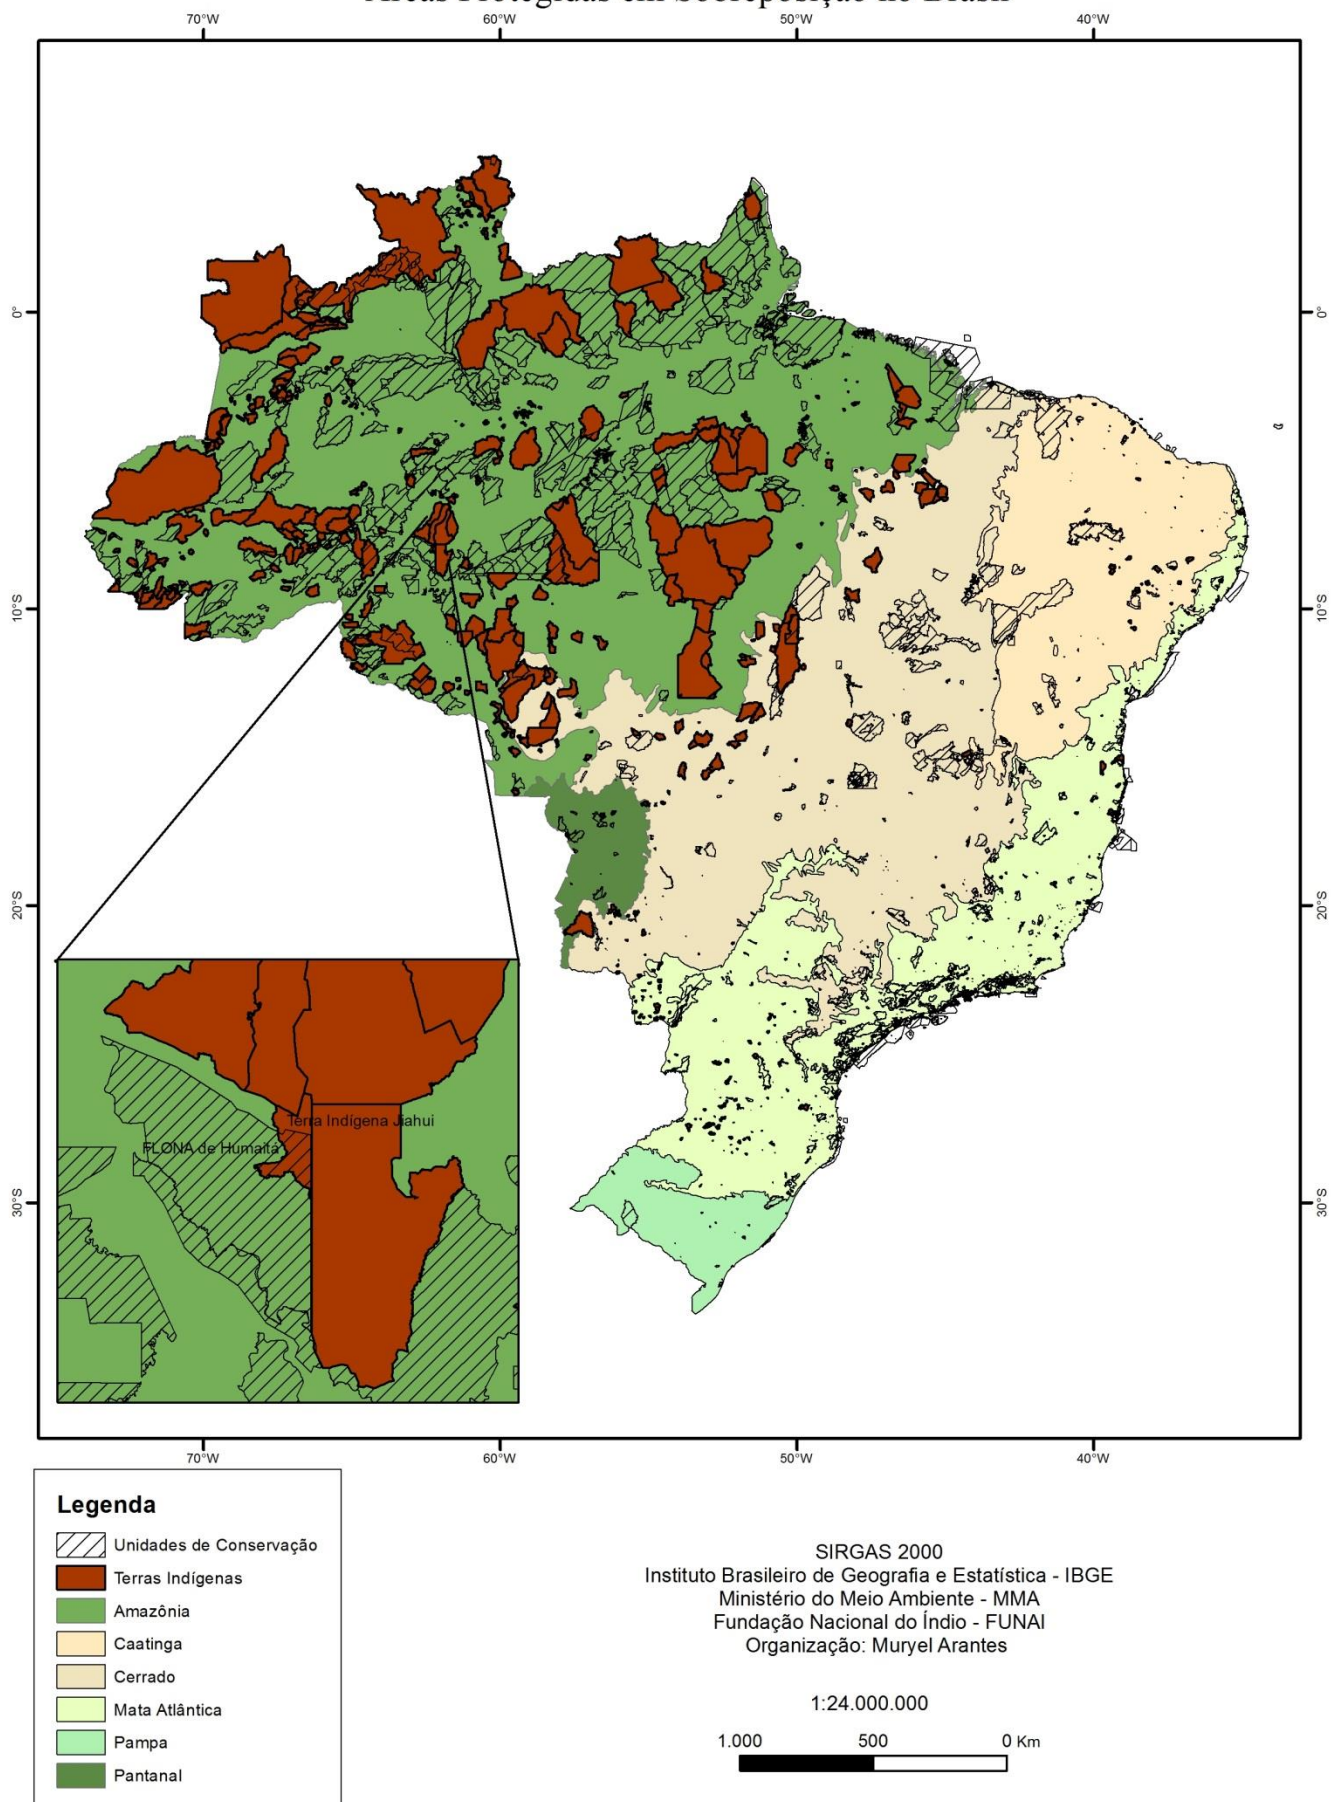 Áreas Protegidas em Sobreposição no Brasil
70°W 60°W 50°W 40°W
0° 0°
10°S 10°S
20°S 20°S
30°S 30°S
Terra Indígena Jiahui
FLONA de Humaitá
70°W 60°W 50°W 40°W
Legenda
Unidades de Conservação
Terras Indígenas
Amazônia
Caatinga
Cerrado
Mata Atlântica
Pampa
Pantanal
SIRGAS 2000
Instituto Brasileiro de Geografia e Estatística - IBGE
Ministério do Meio Ambiente - MMA
Fundação Nacional do Índio - FUNAI
Organização: Muryel Arantes
1:24.000.000
1.000 500 0 Km